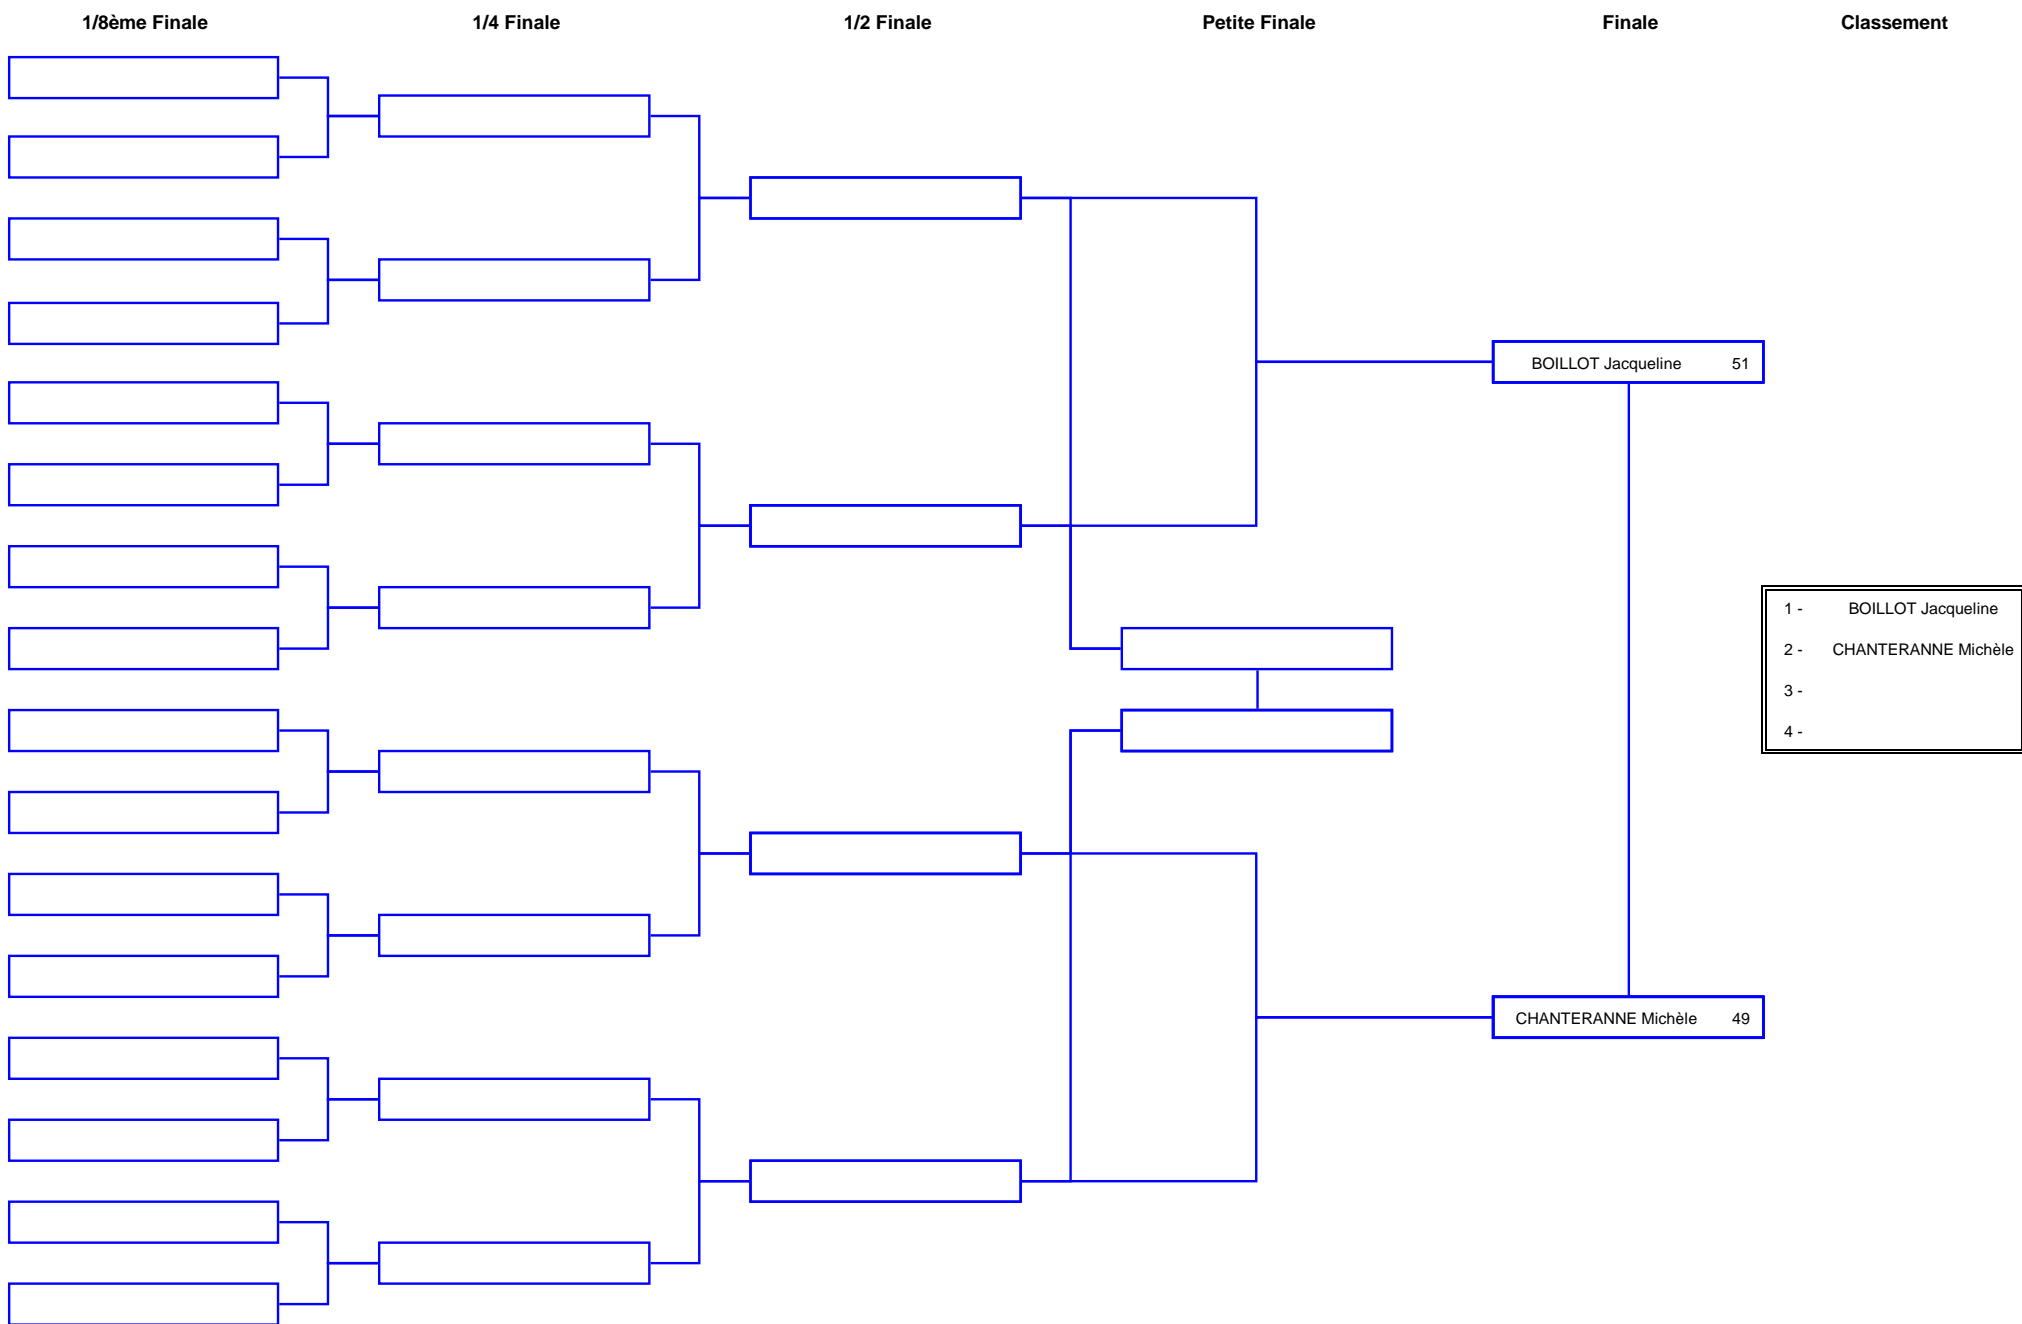 1/8ème Finale 1/4 Finale 1/2 Finale Petite Finale Finale Classement
BOILLOT Jacqueline 51
1 - BOILLOT Jacqueline
2 - CHANTERANNE Michèle
3 -
4 -
CHANTERANNE Michèle 49